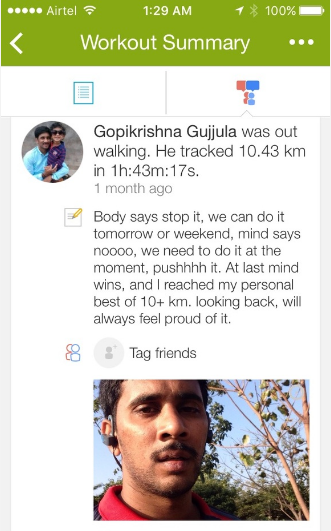 Airtel 1:29 AM 100%
Workout Summary
Gopikrishna Gujjula was out
walking. He tracked 10.43 km
in 1h:43m:17s.
1 month ago
Body says stop it, we can do it
tomorrow or weekend, mind says
noooo, we need to do it at the
moment, pushhhh it. At last mind
wins, and I reached my personal
best of 10+ km. looking back, will
always feel proud of it.
Tag friends